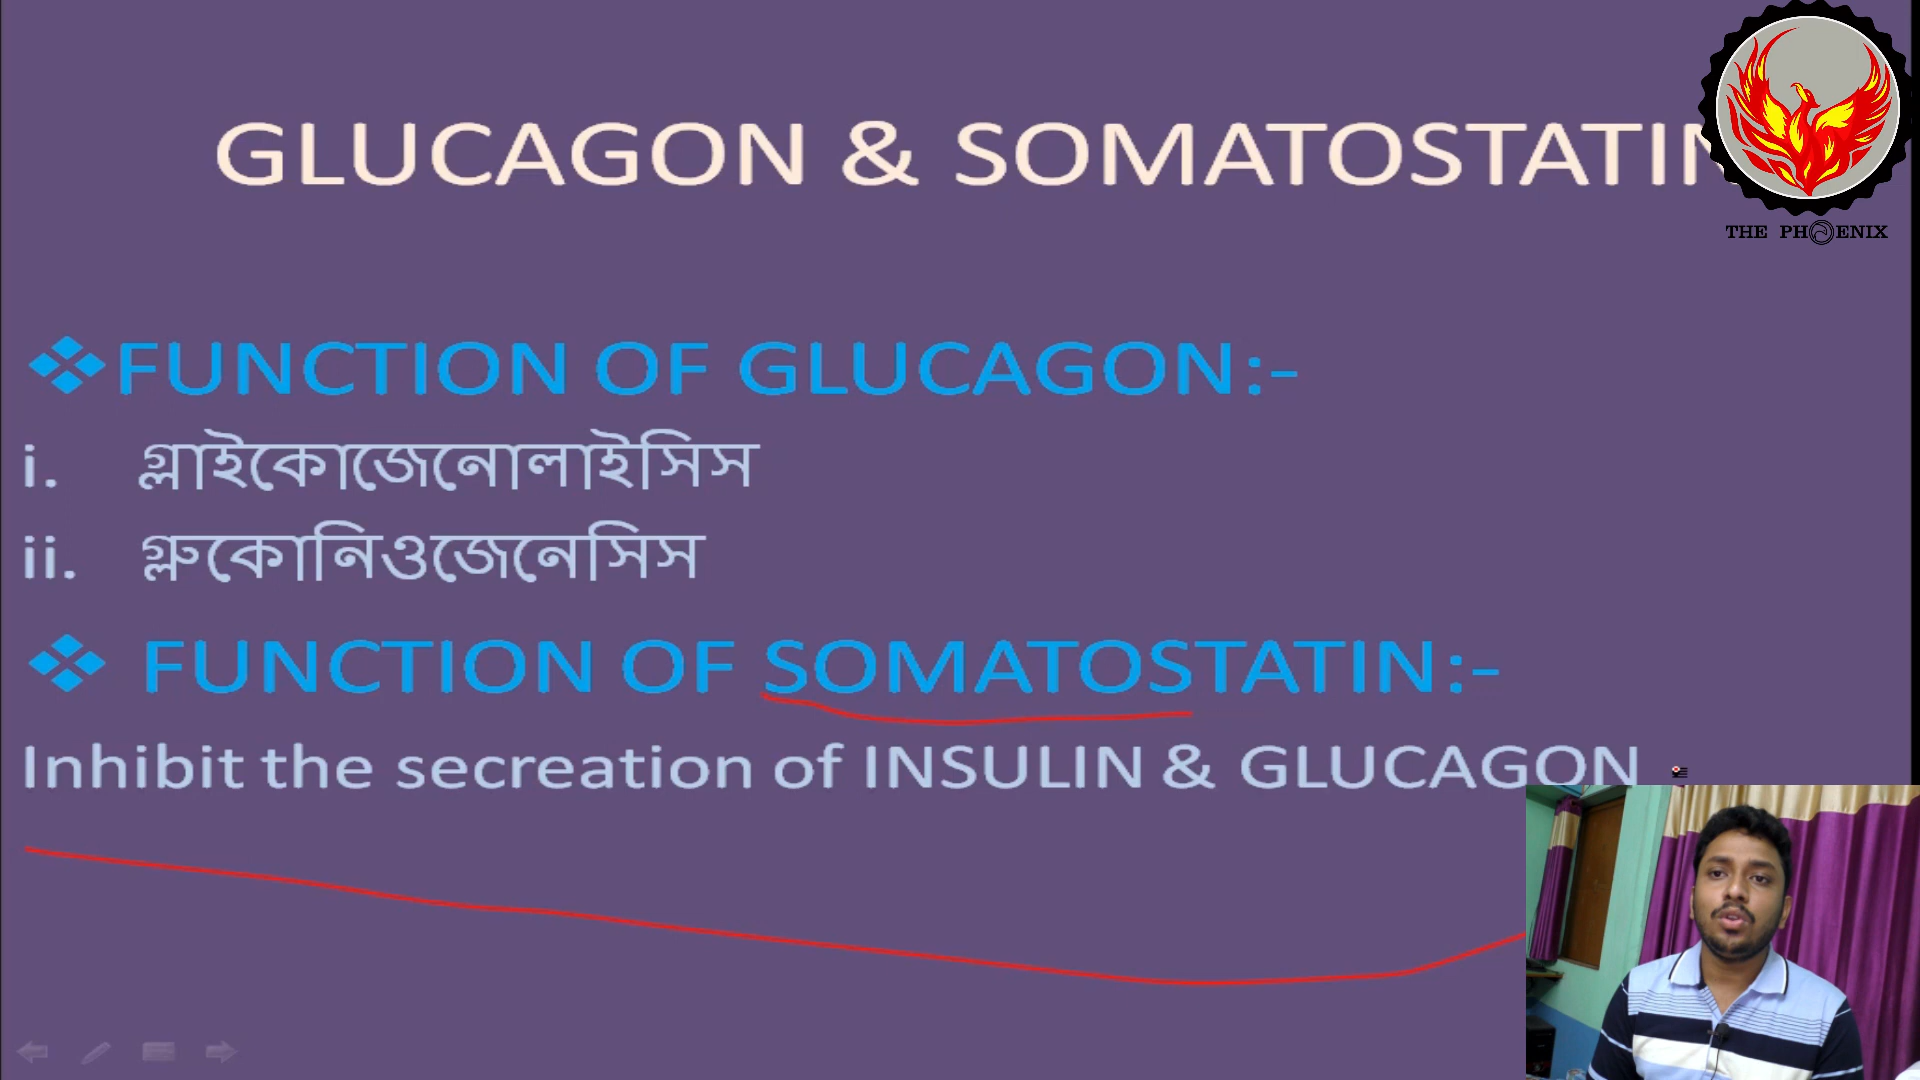 GLUCAGON & SOMATOSTATIN
THE PHOENIX
❖FUNCTION OF GLUCAGON:-
i. গ্লাইকোজেনোলাইসিস
ii. গ্লুকোনিওজেনেসিস
❖ FUNCTION OF SOMATOSTATIN:-
Inhibit the secreation of INSULIN & GLUCAGON